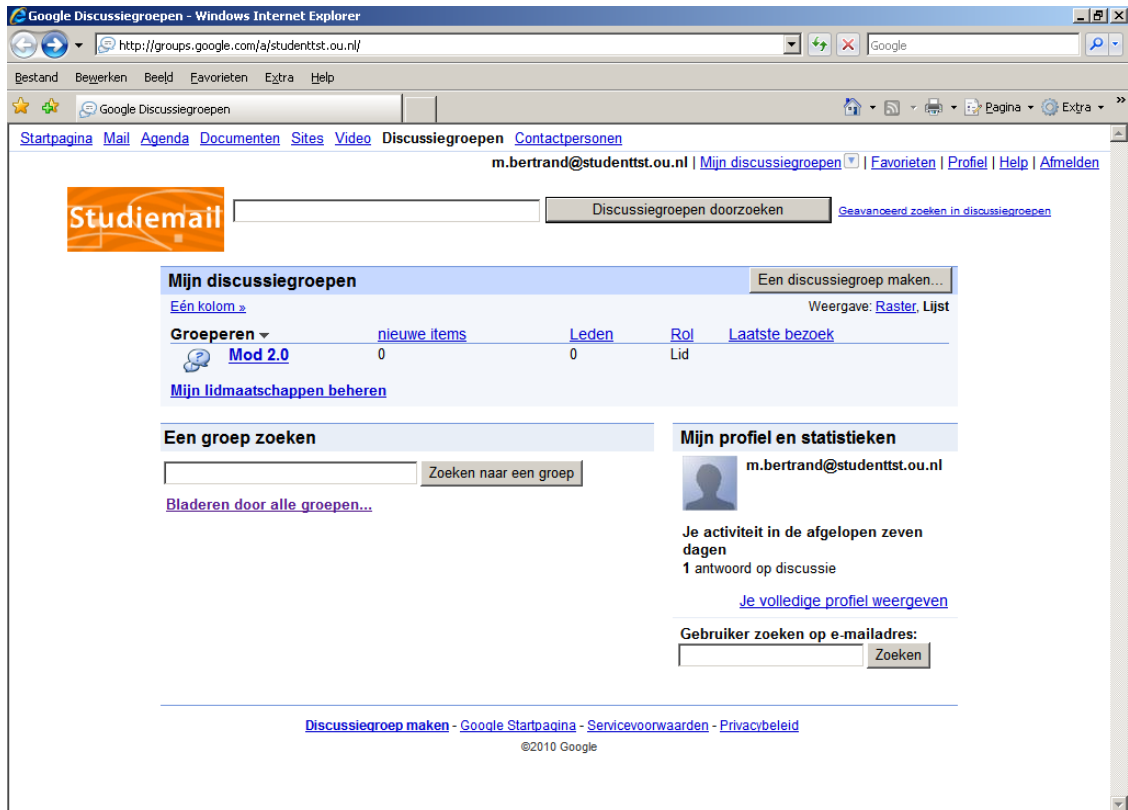 Google Discussiegroepen - Windows Internet Explorer
http://groups.google.com/a/studenttst.ou.nl/ Google
Bestand Bewerken Beeld Favorieten Extra Help
Google Discussiegroepen Pagina Extra »
Startpagina Mail Agenda Documenten Sites Video Discussiegroepen Contactpersonen
m.bertrand@studenttst.ou.nl | Mijn discussiegroepen | Favorieten | Profiel | Help | Afmelden
Studiemail Discussiegroepen doorzoeken Geavanceerd zoeken in discussiegroepen
Mijn discussiegroepen Een discussiegroep maken...
Eén kolom » Weergave: Raster, Lijst
Groeperen nieuwe items Leden Rol Laatste bezoek
Mod 2.0 0 0 Lid
Mijn lidmaatschappen beheren
Een groep zoeken
Zoeken naar een groep
Bladeren door alle groepen...
Mijn profiel en statistieken
m.bertrand@studenttst.ou.nl
Je activiteit in de afgelopen zeven
dagen
1 antwoord op discussie
Je volledige profiel weergeven
Gebruiker zoeken op e-mailadres:
Zoeken
Discussiegroep maken - Google Startpagina - Servicevoorwaarden - Privacybeleid
©2010 Google